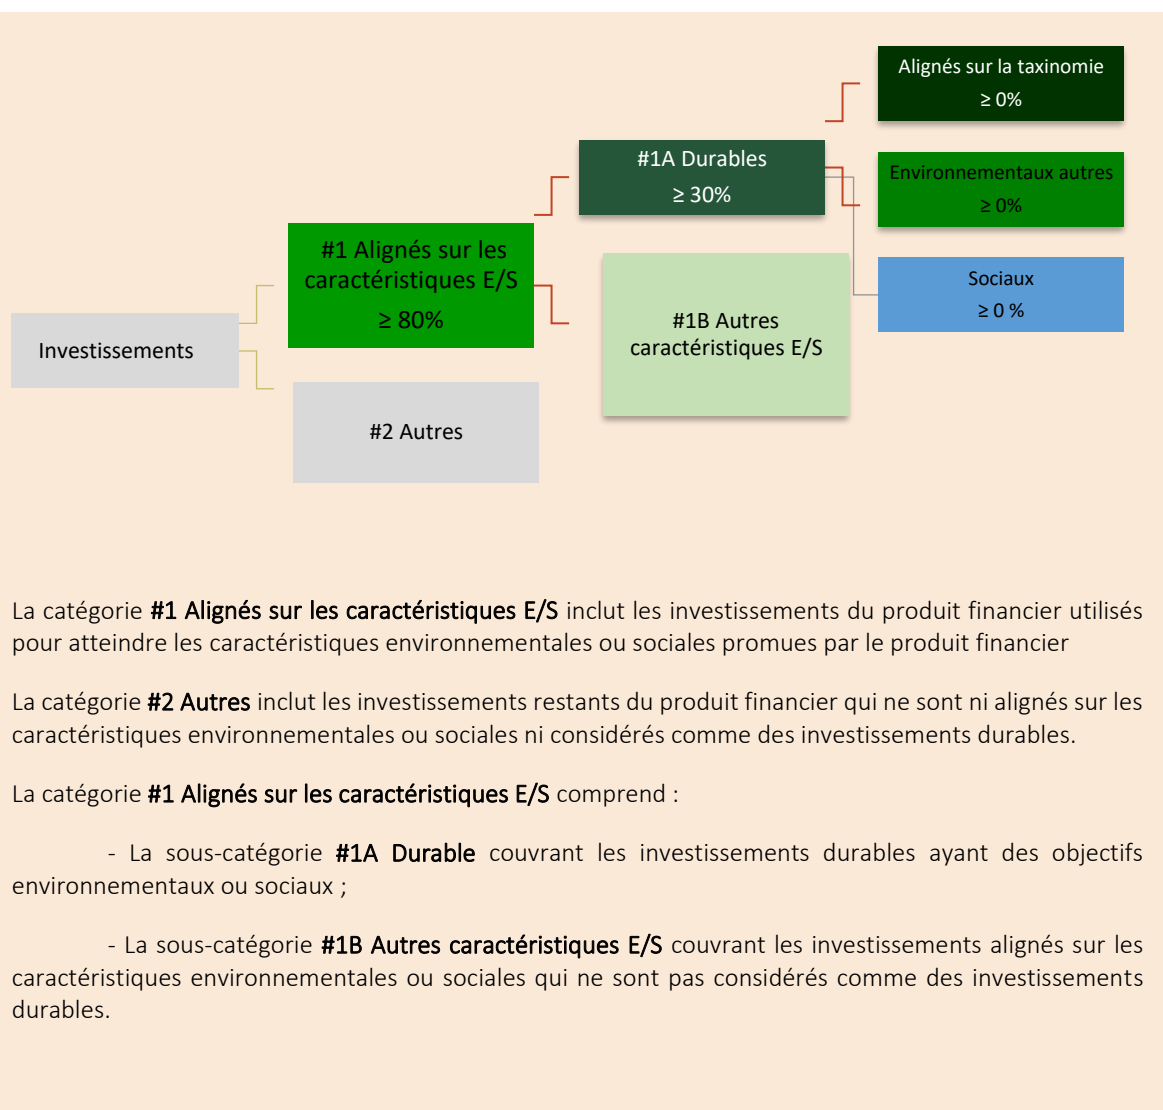 Alignés sur la taxinomie
≥ 0%
#1A Durables
≥ 30%
Environnementaux autres
≥ 0%
#1 Alignés sur les
caractéristiques E/S
≥ 80%
Sociaux
≥ 0 %
#1B Autres
caractéristiques E/S
Investissements
#2 Autres
La catégorie #1 Alignés sur les caractéristiques E/S inclut les investissements du produit financier utilisés
pour atteindre les caractéristiques environnementales ou sociales promues par le produit financier
La catégorie #2 Autres inclut les investissements restants du produit financier qui ne sont ni alignés sur les
caractéristiques environnementales ou sociales ni considérés comme des investissements durables.
La catégorie #1 Alignés sur les caractéristiques E/S comprend :
- La sous-catégorie #1A Durable couvrant les investissements durables ayant des objectifs
environnementaux ou sociaux ;
- La sous-catégorie #1B Autres caractéristiques E/S couvrant les investissements alignés sur les
caractéristiques environnementales ou sociales qui ne sont pas considérés comme des investissements
durables.